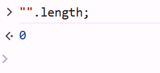 > "".length;
<· 0
>